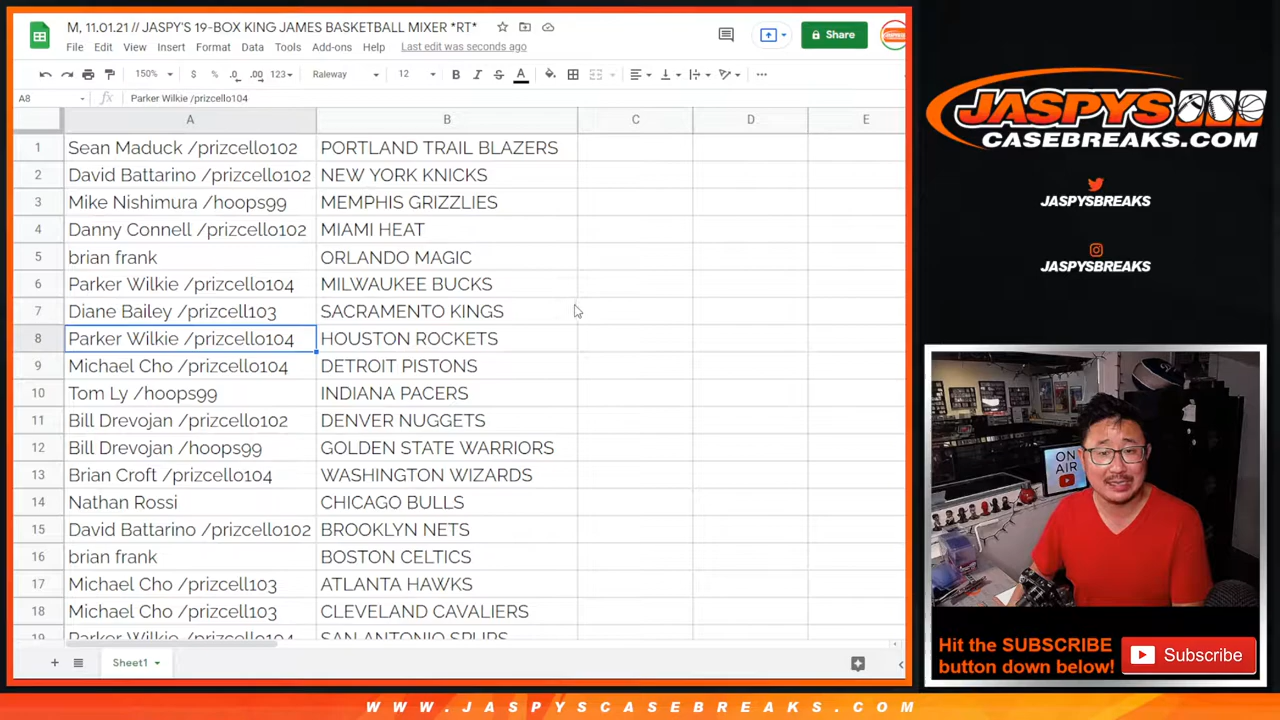 M, 11.01.21 // JASPY'S 19-BOX KING JAMES BASKETBALL MIXER *RT*
File Edit View Insert Format Data Tools Add-ons Help Last edit was seconds ago
Share
150% $ % .0 .00 123 Raleway 12 B I S A
A8 fx Parker Wilkie /prizcello104
A B C D E
1 Sean Maduck /prizcello102 PORTLAND TRAIL BLAZERS
2 David Battarino /prizcello102 NEW YORK KNICKS
3 Mike Nishimura /hoops99 MEMPHIS GRIZZLIES
4 Danny Connell /prizcello102 MIAMI HEAT
5 brian frank ORLANDO MAGIC
6 Parker Wilkie /prizcello104 MILWAUKEE BUCKS
7 Diane Bailey /prizcell103 SACRAMENTO KINGS
8 Parker Wilkie /prizcello104 HOUSTON ROCKETS
9 Michael Cho /prizcello104 DETROIT PISTONS
10 Tom Ly /hoops99 INDIANA PACERS
11 Bill Drevojan /prizcello102 DENVER NUGGETS
12 Bill Drevojan /hoops99 GOLDEN STATE WARRIORS
13 Brian Croft /prizcello104 WASHINGTON WIZARDS
14 Nathan Rossi CHICAGO BULLS
15 David Battarino /prizcello102 BROOKLYN NETS
16 brian frank BOSTON CELTICS
17 Michael Cho /prizcell103 ATLANTA HAWKS
18 Michael Cho /prizcell103 CLEVELAND CAVALIERS
19 Parker Wilkie /prizcello104 SAN ANTONIO SPURS
Sheet1
JASPYS
CASEBREAKS.COM
JASPYSBREAKS
JASPYSBREAKS
ON
AIR
Hit the SUBSCRIBE
button down below!
Subscribe
WWW.JASPYSCASEBREAKS.COM